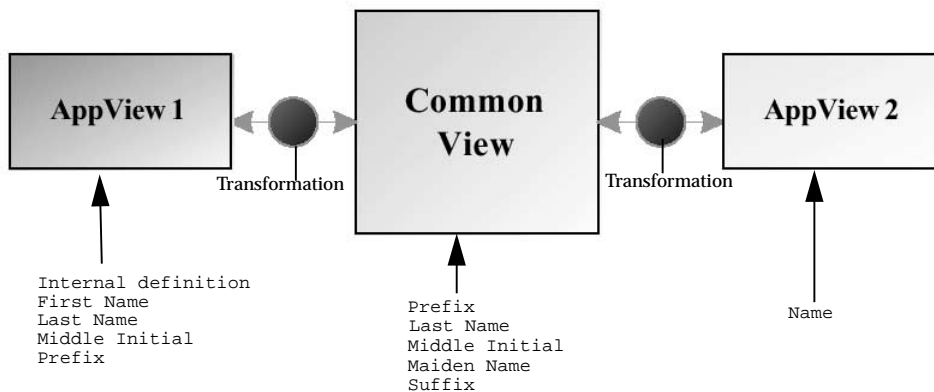 AppView 1
Common
View
AppView 2
Transformation
Transformation
Internal definition
First Name
Last Name
Middle Initial
Prefix
Prefix
Last Name
Middle Initial
Maiden Name
Suffix
Name